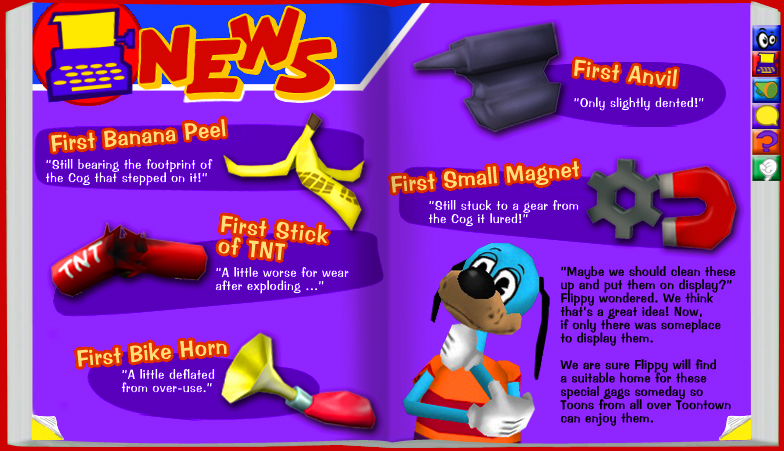 NEWS
First Banana Peel
"Still bearing the footprint of
the Cog that stepped on it!"
TNT
First Stick
of TNT
"A little worse for wear
after exploding ..."
First Bike Horn
"A little deflated
from over-use."
First Anvil
"Only slightly dented!"
First Small Magnet
"Still stuck to a gear from
the Cog it lured!"
"Maybe we should clean these
up and put them on display?"
Flippy wondered. We think
that's a great idea! Now,
if only there was someplace
to display them.
We are sure Flippy will find
a suitable home for these
special gags someday so
Toons from all over Toontown
can enjoy them.
?